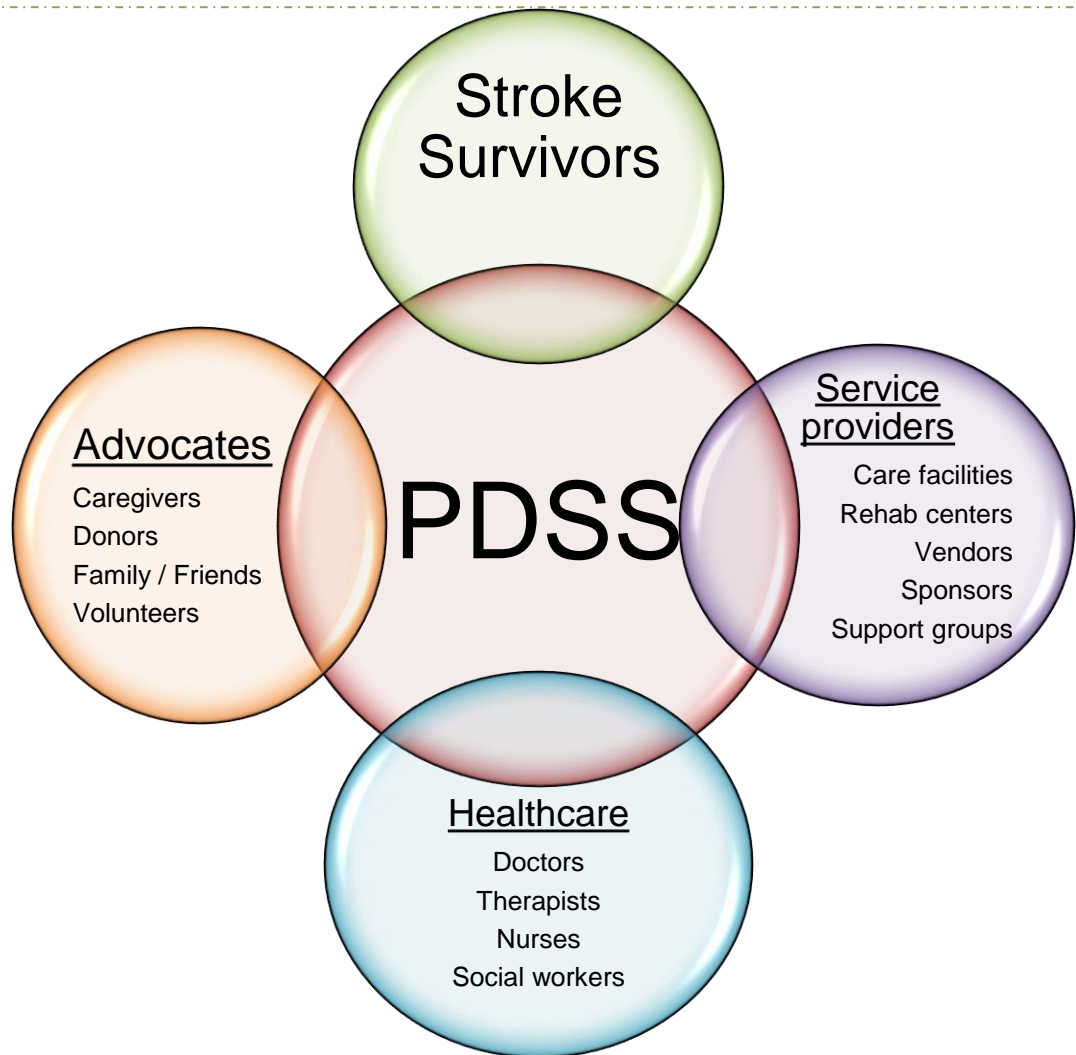 Stroke
Survivors
Advocates
Caregivers
Donors
Family / Friends
Volunteers
PDSS
Service
providers
Care facilities
Rehab centers
Vendors
Sponsors
Support groups
Healthcare
Doctors
Therapists
Nurses
Social workers